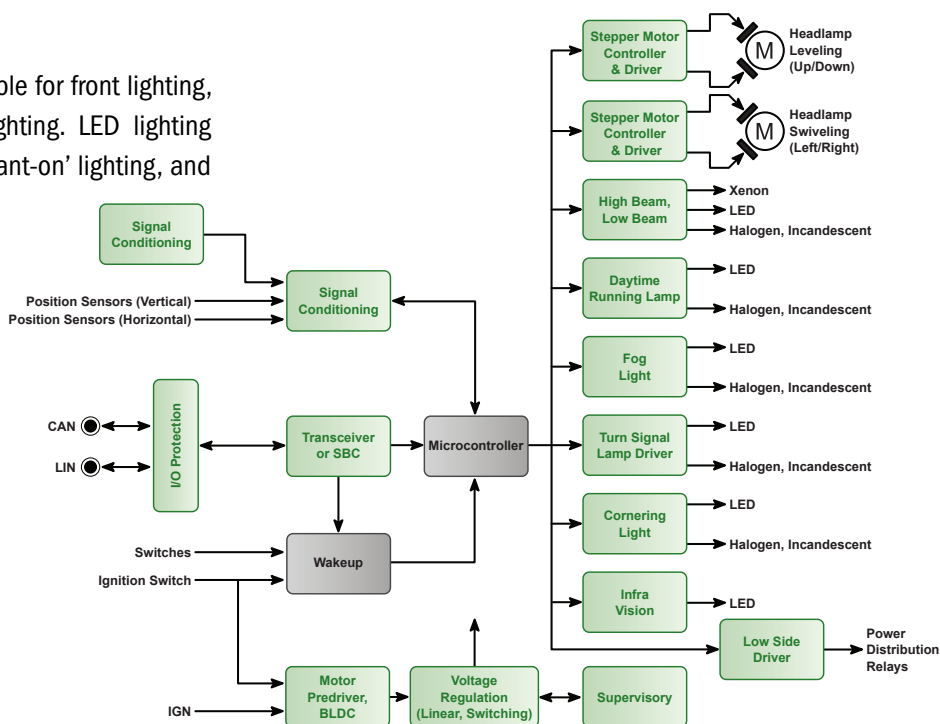 ple for front lighting,
ghting. LED lighting
ant-on’ lighting, and
Signal
Conditioning
Position Sensors (Vertical)
Position Sensors (Horizontal)
Signal
Conditioning
CAN
LIN
I/O Protection
Transceiver
or SBC
Microcontroller
Switches
Ignition Switch
Wakeup
IGN
Motor
Predriver,
BLDC
Voltage
Regulation
(Linear, Switching)
Supervisory
Stepper Motor
Controller
& Driver
M
Headlamp
Leveling
(Up/Down)
Stepper Motor
Controller
& Driver
M
Headlamp
Swiveling
(Left/Right)
High Beam,
Low Beam
Xenon
LED
Halogen, Incandescent
Daytime
Running Lamp
LED
Halogen, Incandescent
Fog
Light
LED
Halogen, Incandescent
Turn Signal
Lamp Driver
LED
Halogen, Incandescent
Cornering
Light
LED
Halogen, Incandescent
Infra
Vision
LED
Low Side
Driver
Power
Distribution
Relays